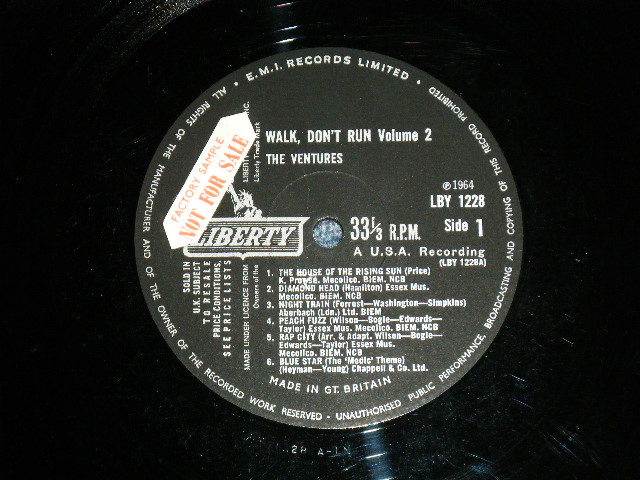 ALL RIGHTS OF THE MANUFACTURER AND OF THE OWNER OF THE RECORDED WORK RESERVED - UNAUTHORISED PUBLIC PERFORMANCE, BROADCASTING AND COPYING OF THIS RECORD PROHIBITED
• E.M.I. RECORDS LIMITED •
FACTORY SAMPLE
NOT FOR SALE
LIBERTY
INC.
Liberty Trade Mark
WALK, DON'T RUN Volume 2
THE VENTURES
℗ 1964
LBY 1228
Side 1
LIBERTY
33⅓ R.P.M.
A U.S.A. Recording
(LBY 1228A)
SOLD IN
U.K. SUBJECT
TO RESALE
PRICE CONDITIONS,
SEE PRICE LISTS
MADE UNDER LICENCE FROM
Owners of the
1. THE HOUSE OF THE RISING SUN (Price)
K. Prowse. Mecolico. BIEM. NCB
2. DIAMOND HEAD (Hamilton) Essex Mus.
Mecolico. BIEM. NCB
3. NIGHT TRAIN (Forrest—Washington—Simpkins)
Aberbach (Ldn.) Ltd. BIEM
4. PEACH FUZZ (Wilson—Bogle—Edwards—
Taylor) Essex Mus. Mecolico. BIEM. NCB
5. RAP CITY (Arr. & Adapt. Wilson—Bogle—
Edwards—Taylor) Essex Mus.
Mecolico. BIEM. NCB
6. BLUE STAR (The 'Medic' Theme)
(Heyman—Young) Chappell & Co. Ltd.
MADE IN GT. BRITAIN